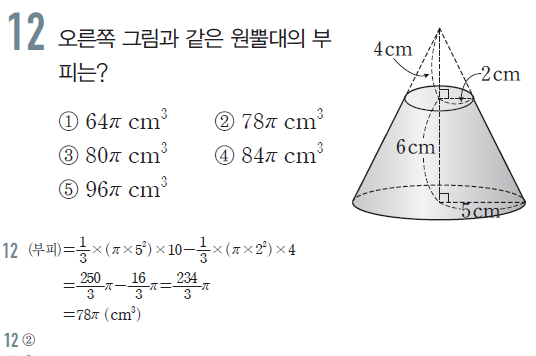 12 오른쪽 그림과 같은 원뿔대의 부
피는?
① 64π cm³ ② 78π cm³
③ 80π cm³ ④ 84π cm³
⑤ 96π cm³
4cm
2cm
6cm
5cm
12 (부피)=1/3×(π×5²)×10−1/3×(π×2²)×4
=250/3π−16/3π=234/3π
=78π (cm³)
12 ②